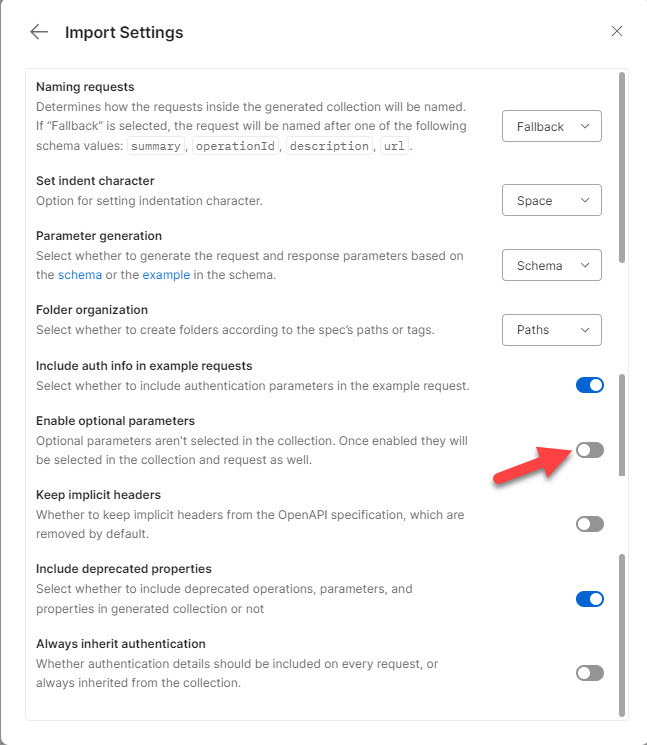 Import Settings
Naming requests
Determines how the requests inside the generated collection will be named.
If “Fallback” is selected, the request will be named after one of the following
schema values: summary, operationId, description, url.
Fallback
Set indent character
Option for setting indentation character.
Space
Parameter generation
Select whether to generate the request and response parameters based on
the schema or the example in the schema.
Schema
Folder organization
Select whether to create folders according to the spec’s paths or tags.
Paths
Include auth info in example requests
Select whether to include authentication parameters in the example request.
Enable optional parameters
Optional parameters aren't selected in the collection. Once enabled they will
be selected in the collection and request as well.
Keep implicit headers
Whether to keep implicit headers from the OpenAPI specification, which are
removed by default.
Include deprecated properties
Select whether to include deprecated operations, parameters, and
properties in generated collection or not
Always inherit authentication
Whether authentication details should be included on every request, or
always inherited from the collection.